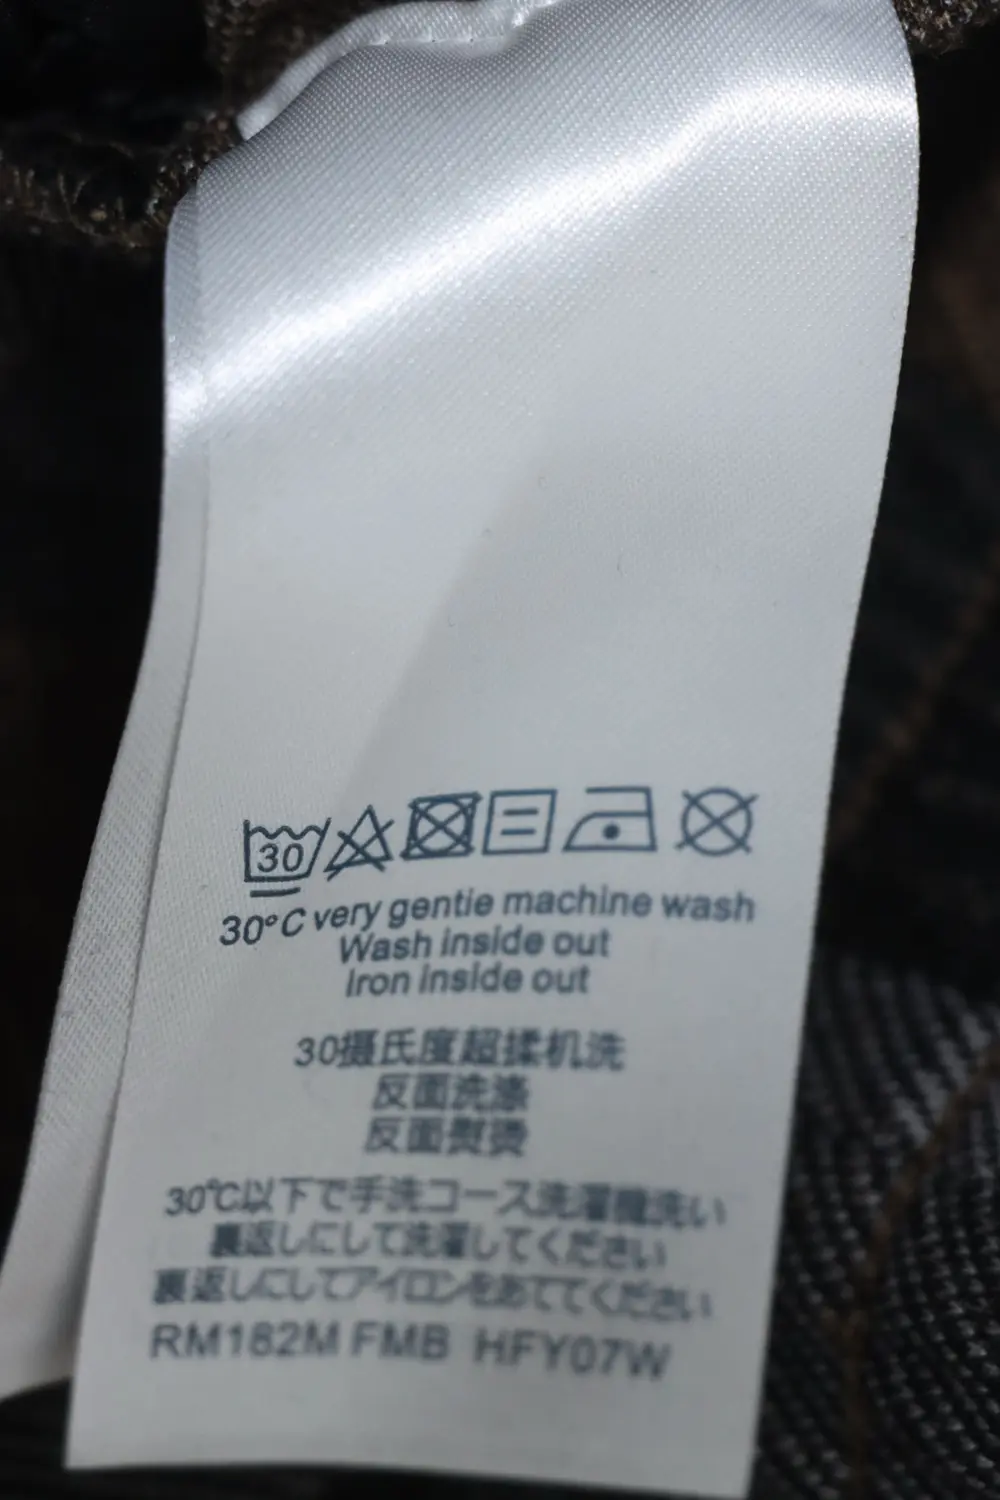 30
30°C very gentie machine wash
Wash inside out
Iron inside out
30摄氏度超揉机洗
反面洗涤
反面熨烫
30℃以下で手洗コース洗濯機洗い
裏返しにして洗濯してください
裏返しにしてアイロンをあててください
RM182M FMB HFY07W